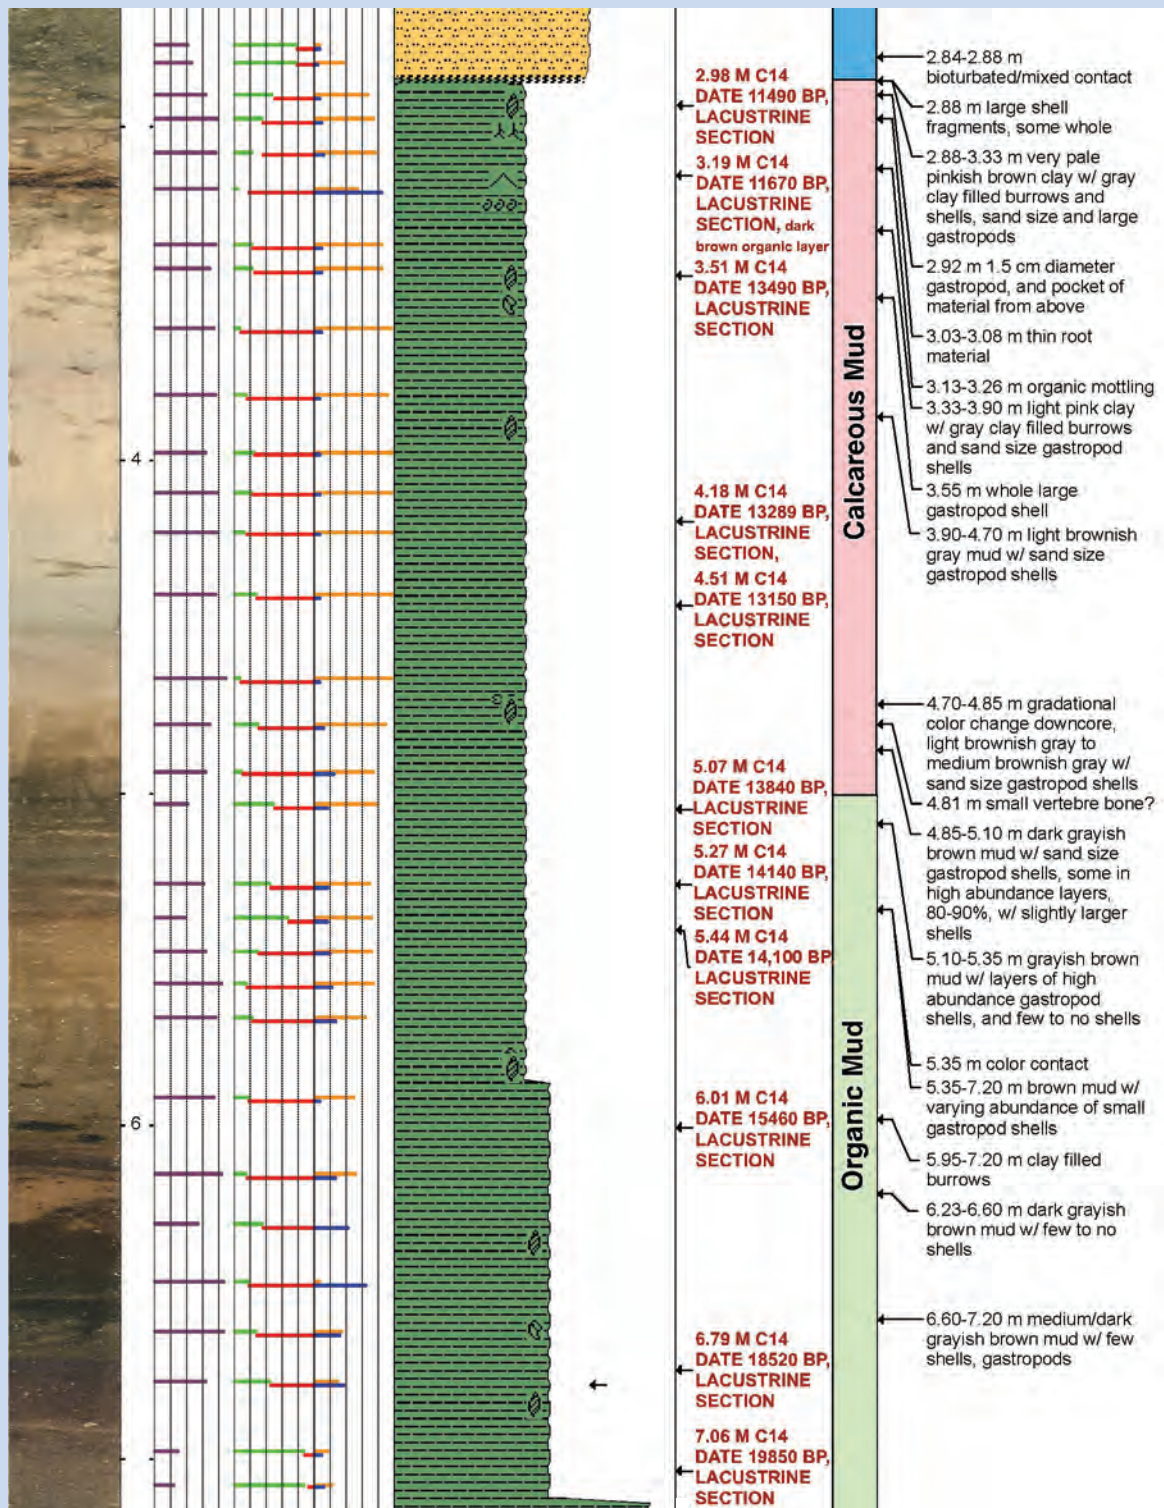 4
6
2.98 M C14
DATE 11490 BP,
LACUSTRINE
SECTION
3.19 M C14
DATE 11670 BP,
LACUSTRINE
SECTION, dark
brown organic layer
3.51 M C14
DATE 13490 BP,
LACUSTRINE
SECTION
4.18 M C14
DATE 13289 BP,
LACUSTRINE
SECTION,
4.51 M C14
DATE 13150 BP,
LACUSTRINE
SECTION
5.07 M C14
DATE 13840 BP,
LACUSTRINE
SECTION
5.27 M C14
DATE 14140 BP,
LACUSTRINE
SECTION
5.44 M C14
DATE 14,100 BP
LACUSTRINE
SECTION
6.01 M C14
DATE 15460 BP,
LACUSTRINE
SECTION
6.79 M C14
DATE 18520 BP,
LACUSTRINE
SECTION
7.06 M C14
DATE 19850 BP,
LACUSTRINE
SECTION
Calcareous Mud
Organic Mud
2.84-2.88 m
bioturbated/mixed contact
2.88 m large shell
fragments, some whole
2.88-3.33 m very pale
pinkish brown clay w/ gray
clay filled burrows and
shells, sand size and large
gastropods
2.92 m 1.5 cm diameter
gastropod, and pocket of
material from above
3.03-3.08 m thin root
material
3.13-3.26 m organic mottling
3.33-3.90 m light pink clay
w/ gray clay filled burrows
and sand size gastropod
shells
3.55 m whole large
gastropod shell
3.90-4.70 m light brownish
gray mud w/ sand size
gastropod shells
4.70-4.85 m gradational
color change downcore,
light brownish gray to
medium brownish gray w/
sand size gastropod shells
4.81 m small vertebre bone?
4.85-5.10 m dark grayish
brown mud w/ sand size
gastropod shells, some in
high abundance layers,
80-90%, w/ slightly larger
shells
5.10-5.35 m grayish brown
mud w/ layers of high
abundance gastropod
shells, and few to no shells
5.35 m color contact
5.35-7.20 m brown mud w/
varying abundance of small
gastropod shells
5.95-7.20 m clay filled
burrows
6.23-6.60 m dark grayish
brown mud w/ few to no
shells
6.60-7.20 m medium/dark
grayish brown mud w/ few
shells, gastropods